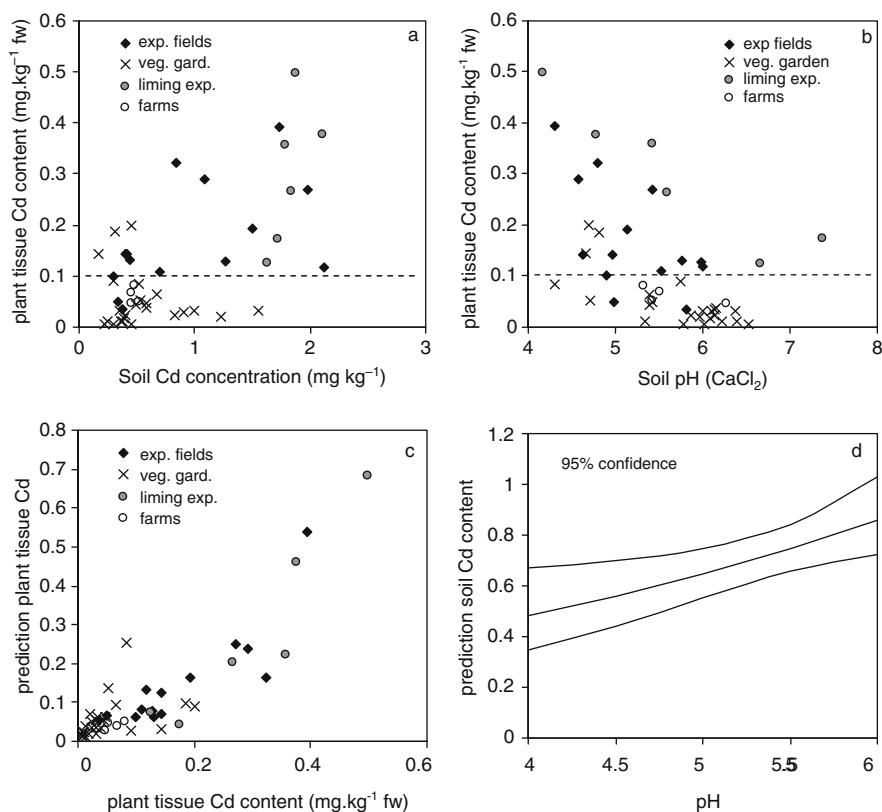 a
plant tissue Cd content (mg.kg⁻¹ fw)
0.6
0.5
0.4
0.3
0.2
0.1
0
exp. fields
veg. gard.
liming exp.
farms
0 1 2 3
Soil Cd concentration (mg kg⁻¹)
b
plant tissue Cd content (mg.kg⁻¹ fw)
0.6
0.5
0.4
0.3
0.2
0.1
0
exp fields
veg. garden
liming exp.
farms
4 5 6 7 8
Soil pH (CaCl₂)
c
prediction plant tissue Cd
0.8
0.7
0.6
0.5
0.4
0.3
0.2
0.1
0
exp. fields
veg. gard.
liming exp.
farms
0 0.2 0.4 0.6
plant tissue Cd content (mg.kg⁻¹ fw)
d
prediction soil Cd content
1.2
1
0.8
0.6
0.4
0.2
0
95% confidence
4 4.5 5 5.5 6
pH